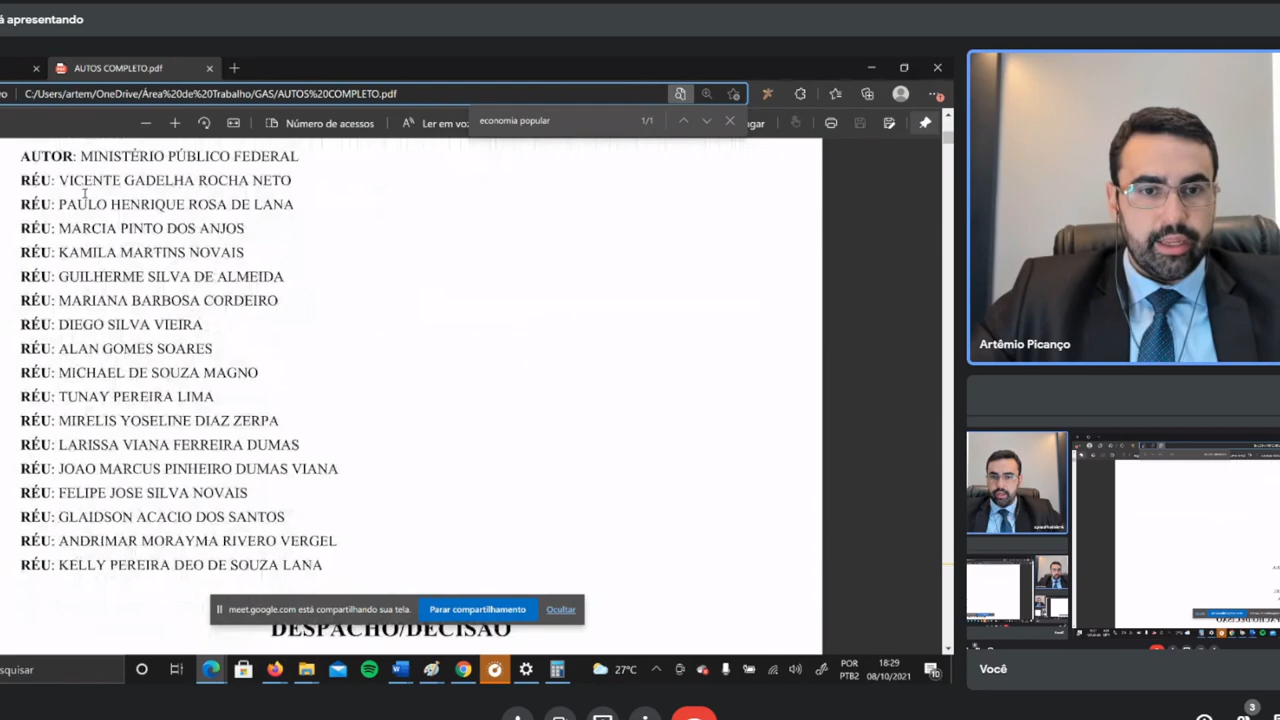 á apresentando
AUTOS COMPLETO.pdf
C:/Users/artem/OneDrive/Área%20de%20Trabalho/GAS/AUTOS%20COMPLETO.pdf
Número de acessos
Ler em voz
economia popular
1/1
AUTOR: MINISTÉRIO PÚBLICO FEDERAL
RÉU: VICENTE GADELHA ROCHA NETO
RÉU: PAULO HENRIQUE ROSA DE LANA
RÉU: MARCIA PINTO DOS ANJOS
RÉU: KAMILA MARTINS NOVAIS
RÉU: GUILHERME SILVA DE ALMEIDA
RÉU: MARIANA BARBOSA CORDEIRO
RÉU: DIEGO SILVA VIEIRA
RÉU: ALAN GOMES SOARES
RÉU: MICHAEL DE SOUZA MAGNO
RÉU: TUNAY PEREIRA LIMA
RÉU: MIRELIS YOSELINE DIAZ ZERPA
RÉU: LARISSA VIANA FERREIRA DUMAS
RÉU: JOAO MARCUS PINHEIRO DUMAS VIANA
RÉU: FELIPE JOSE SILVA NOVAIS
RÉU: GLAIDSON ACACIO DOS SANTOS
RÉU: ANDRIMAR MORAYMA RIVERO VERGEL
RÉU: KELLY PEREIRA DEO DE SOUZA LANA
meet.google.com está compartilhando sua tela.
Parar compartilhamento
Ocultar
DESPACHO/DECISÃO
squisar
27°C
POR
PTB2
18:29
08/10/2021
10
Artêmio Picanço
Você
3